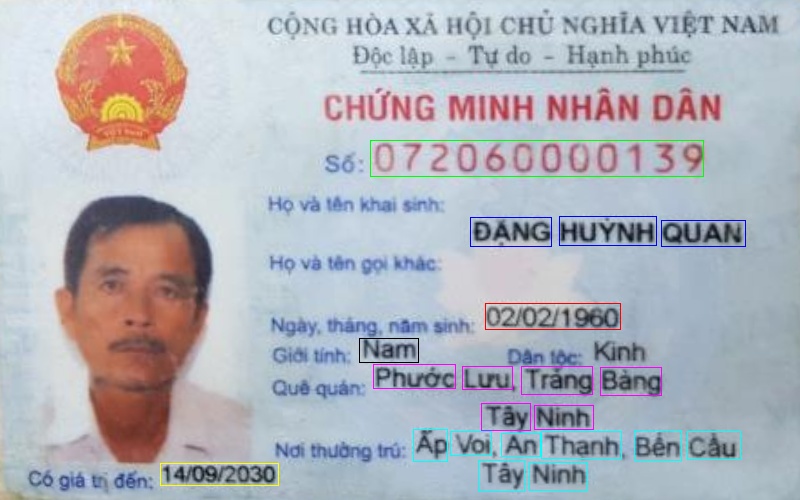 CỘNG HÒA XÃ HỘI CHỦ NGHĨA VIỆT NAM
Độc lập - Tự do - Hạnh phúc
CHỨNG MINH NHÂN DÂN
Số: 072060000139
Họ và tên khai sinh:
ĐẶNG HUỲNH QUAN
Họ và tên gọi khác:
Ngày, tháng, năm sinh: 02/02/1960
Giới tính: Nam Dân tộc: Kinh
Quê quán: Phước Lưu, Trảng Bàng
Tây Ninh
Nơi thường trú: Ấp Voi, An Thạnh, Bến Cầu
Tây Ninh
Có giá trị đến: 14/09/2030